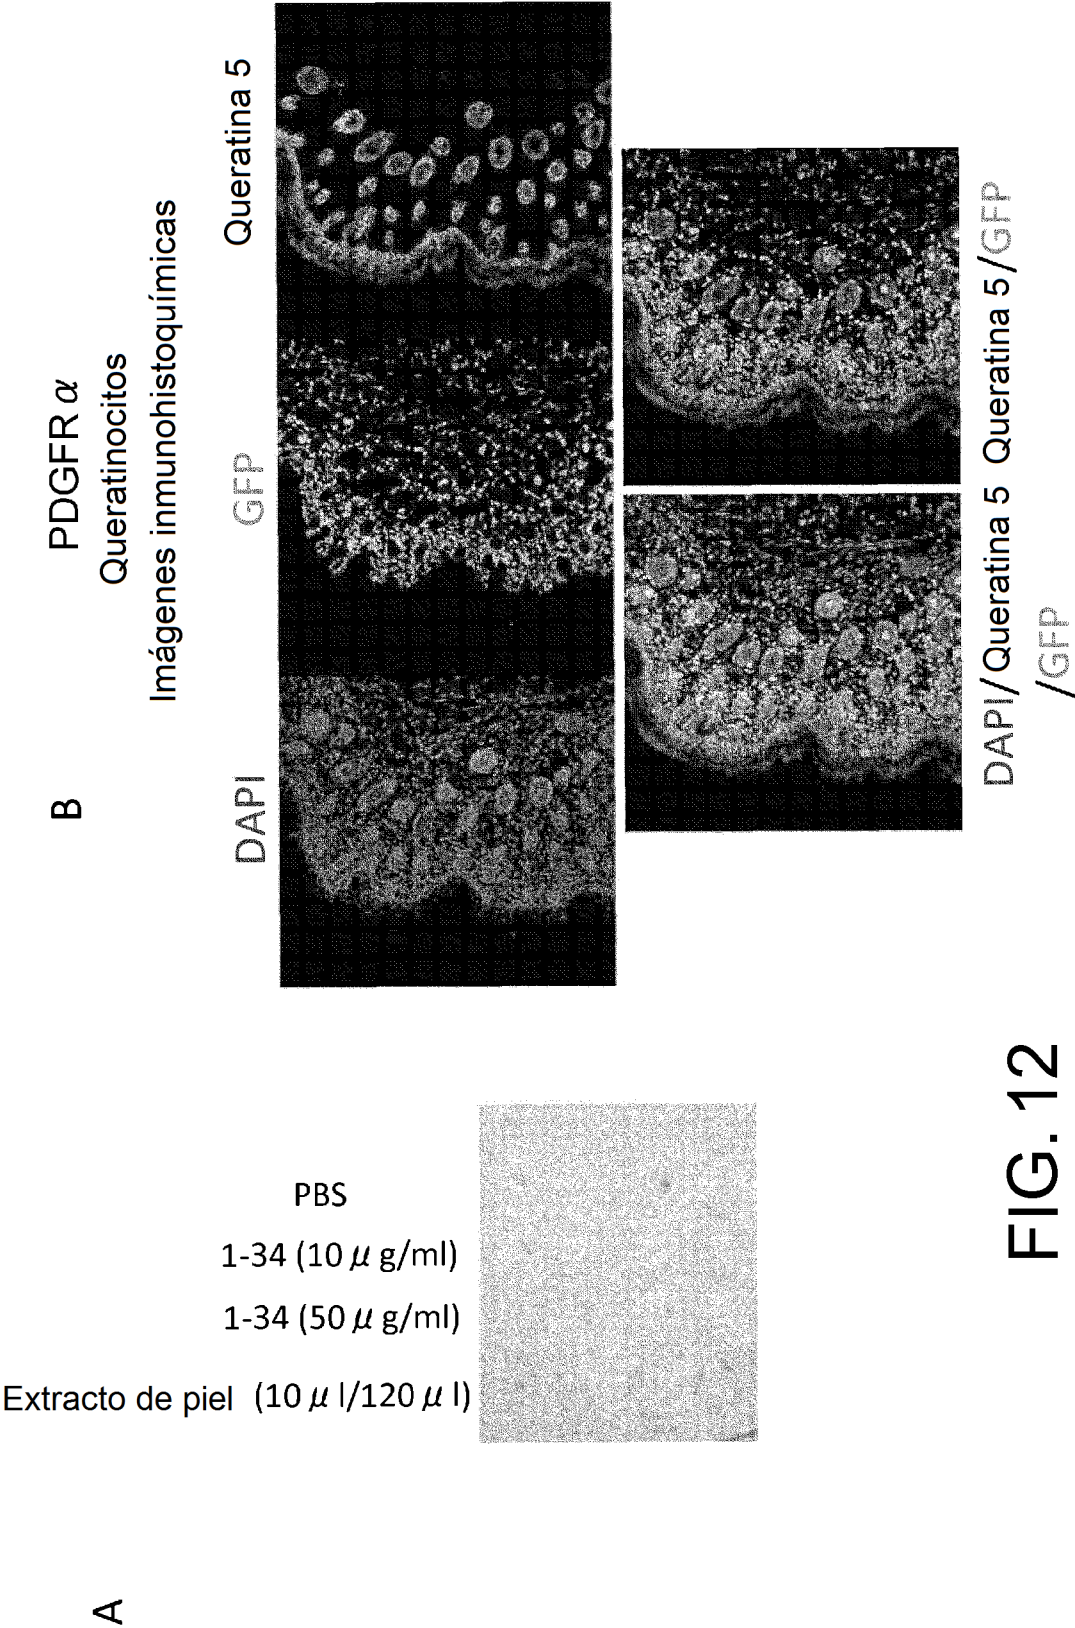 A
PBS
1-34 (10 μ g/ml)
1-34 (50 μ g/ml)
Extracto de piel (10 μ l/120 μ l)
B
PDGFR α
Queratinocitos
Imágenes inmunohistoquímicas
DAPI
GFP
Queratina 5
DAPI/Queratina 5
/GFP
Queratina 5/GFP
FIG. 12